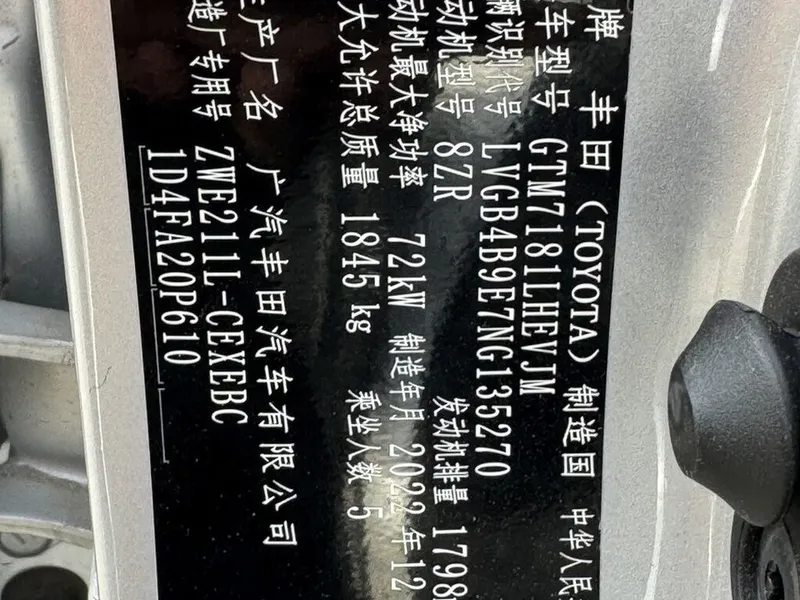 牌 丰田 (TOYOTA) 制造国 中华人民
车型号 GTM7181LHEVJM
辆识别代号 LVGB4B9E7NG135270
动机型号 8ZR 发动机排量 1798
动机最大净功率 72kW 制造年月 2022年12
大允许总质量 1845kg 乘坐人数 5
生产厂名 广汽丰田汽车有限公司
造厂专用号 ZWE211L-CEXEBC
1D4FA20P610